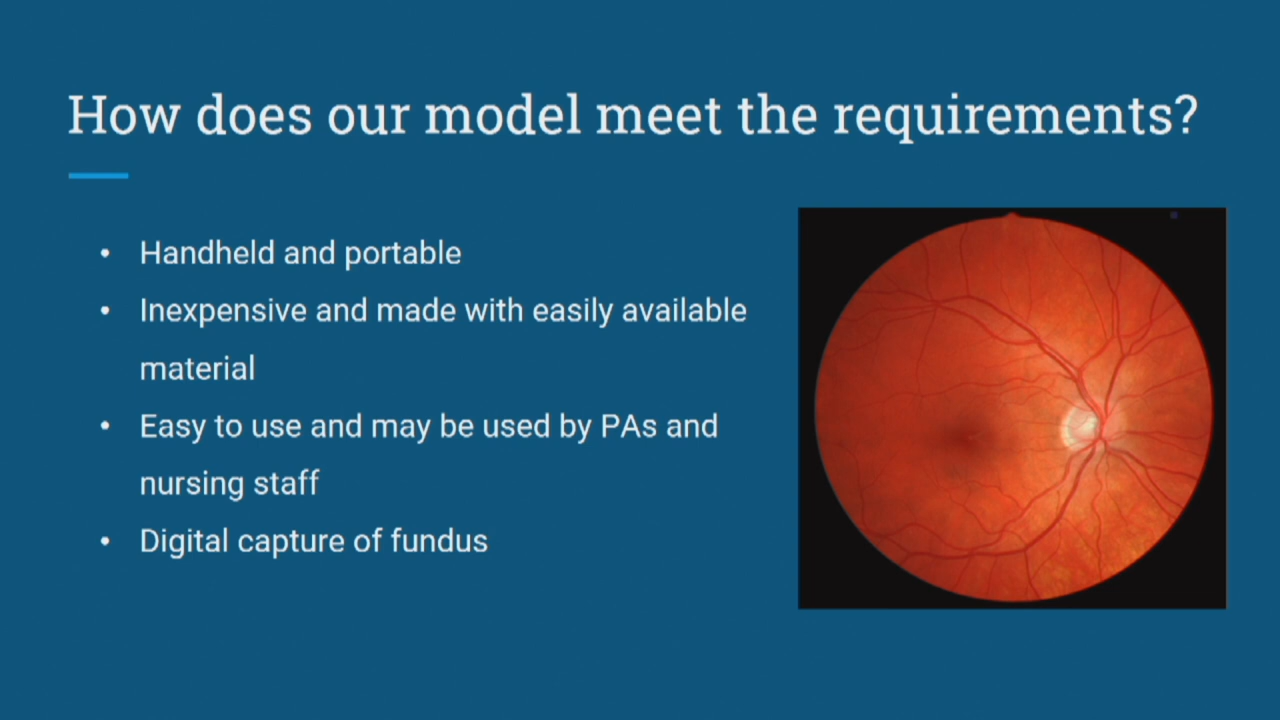 How does our model meet the requirements?
• Handheld and portable
• Inexpensive and made with easily available
material
• Easy to use and may be used by PAs and
nursing staff
• Digital capture of fundus